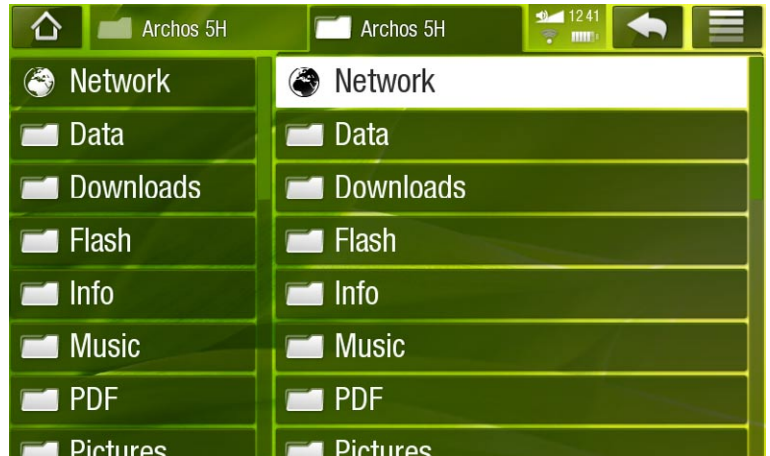 Archos 5H
Archos 5H
12 41
Network
Data
Downloads
Flash
Info
Music
PDF
Pictures
Network
Data
Downloads
Flash
Info
Music
PDF
Pictures